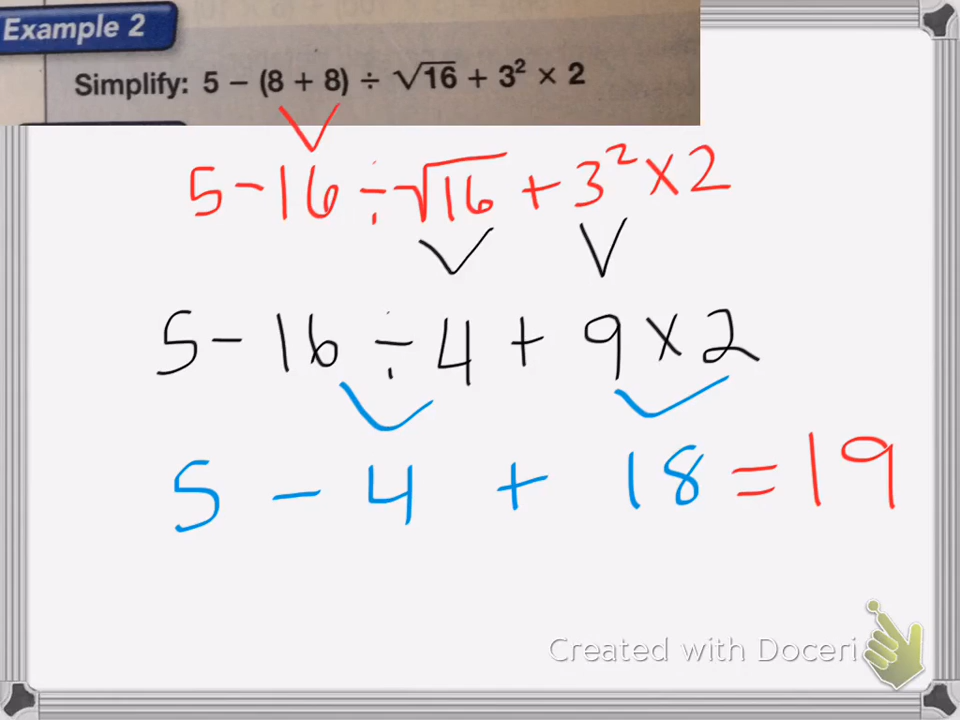 Example 2
Simplify: 5 − (8 + 8) ÷ √16 + 3² × 2
5-16÷√16 + 3²×2
5-16÷4+9×2
5 - 4 + 18 = 19
Created with Doceri